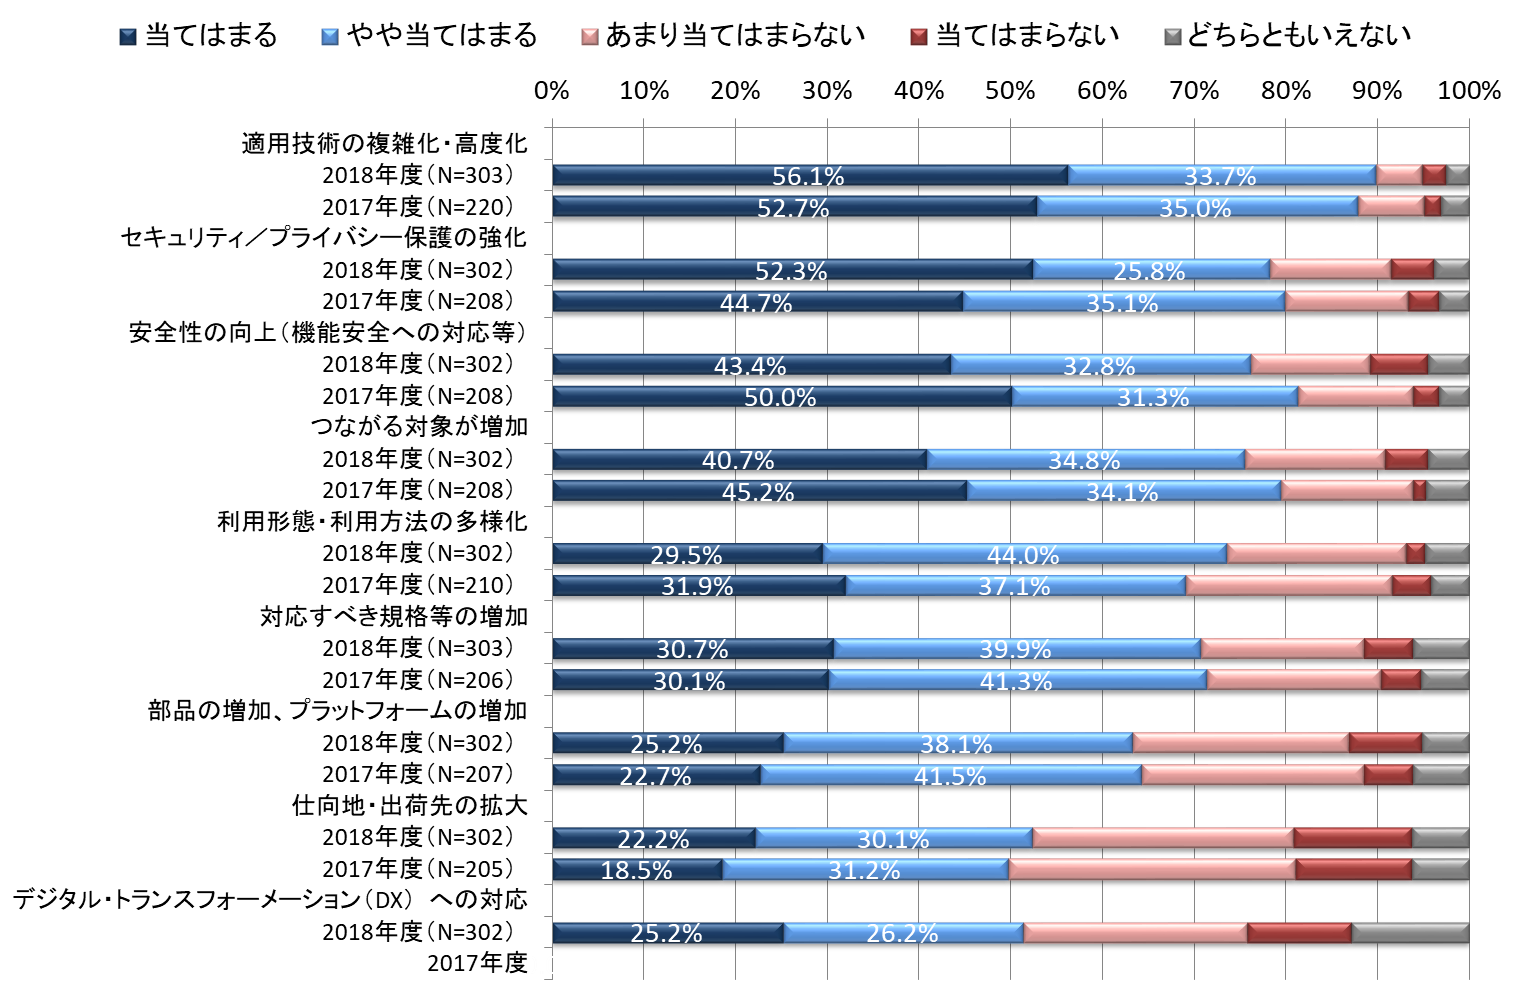 当てはまる やや当てはまる あまり当てはまらない 当てはまらない どちらともいえない
0% 10% 20% 30% 40% 50% 60% 70% 80% 90% 100%
適用技術の複雑化・高度化
2018年度（N=303） 56.1% 33.7%
2017年度（N=220） 52.7% 35.0%
セキュリティ／プライバシー保護の強化
2018年度（N=302） 52.3% 25.8%
2017年度（N=208） 44.7% 35.1%
安全性の向上（機能安全への対応等）
2018年度（N=302） 43.4% 32.8%
2017年度（N=208） 50.0% 31.3%
つながる対象が増加
2018年度（N=302） 40.7% 34.8%
2017年度（N=208） 45.2% 34.1%
利用形態・利用方法の多様化
2018年度（N=302） 29.5% 44.0%
2017年度（N=210） 31.9% 37.1%
対応すべき規格等の増加
2018年度（N=303） 30.7% 39.9%
2017年度（N=206） 30.1% 41.3%
部品の増加、プラットフォームの増加
2018年度（N=302） 25.2% 38.1%
2017年度（N=207） 22.7% 41.5%
仕向地・出荷先の拡大
2018年度（N=302） 22.2% 30.1%
2017年度（N=205） 18.5% 31.2%
デジタル・トランスフォーメーション（DX） への対応
2018年度（N=302） 25.2% 26.2%
2017年度